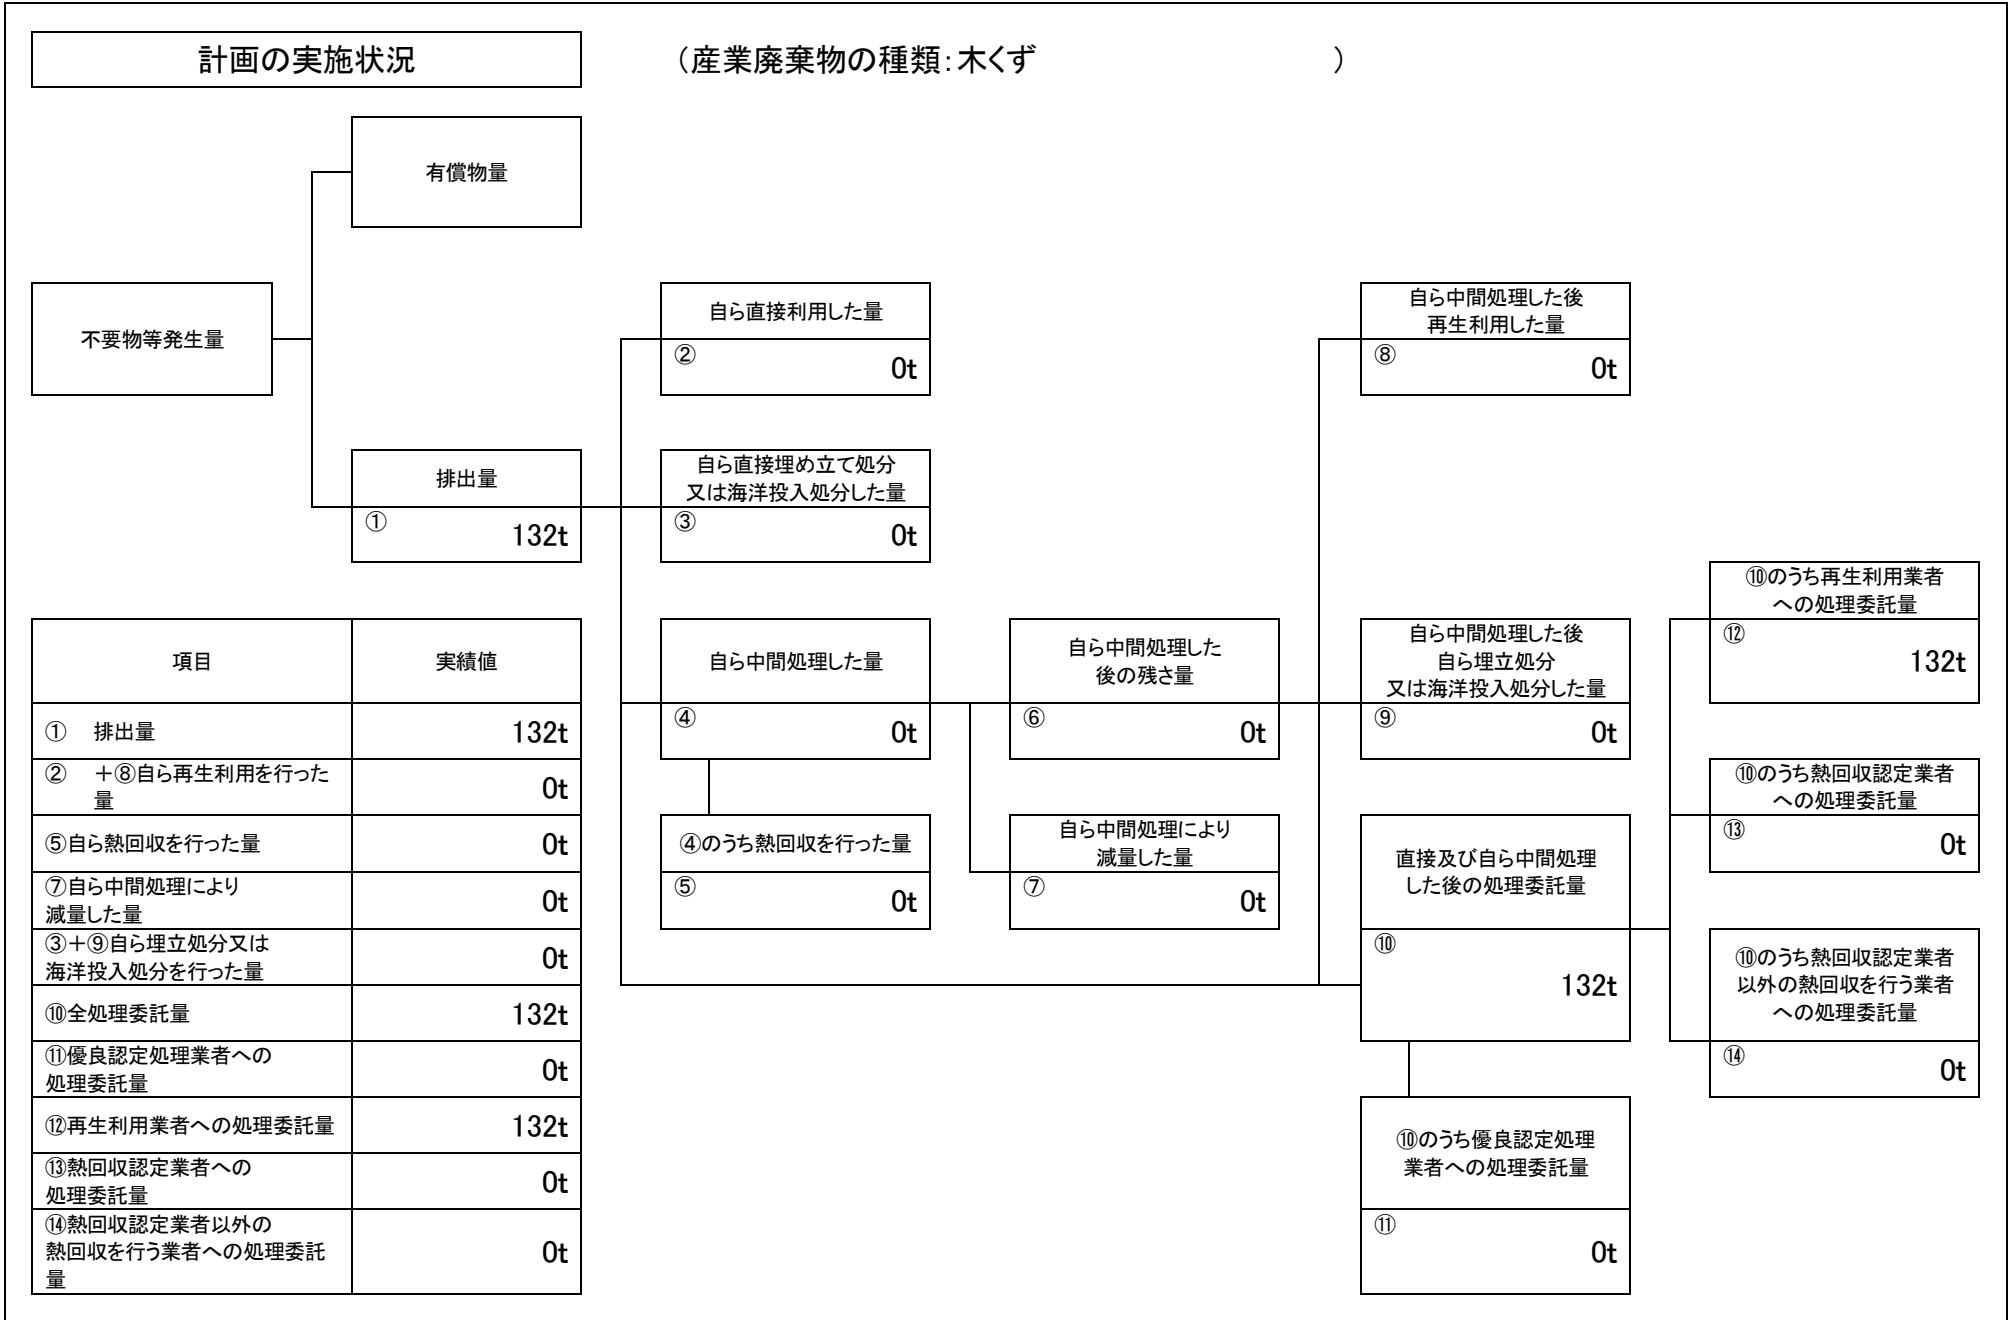 計画の実施状況
（産業廃棄物の種類：木くず　　　　　　　　　　）
有償物量
不要物等発生量
排出量
①
132t
自ら直接利用した量
②
0t
自ら直接埋め立て処分
又は海洋投入処分した量
③
0t
自ら中間処理した後
再生利用した量
⑧
0t
項目
実績値
①　排出量
132t
②　＋⑧自ら再生利用を行った
量
0t
⑤自ら熱回収を行った量
0t
⑦自ら中間処理により
減量した量
0t
③＋⑨自ら埋立処分又は
海洋投入処分を行った量
0t
⑩全処理委託量
132t
⑪優良認定処理業者への
処理委託量
0t
⑫再生利用業者への処理委託量
132t
⑬熱回収認定業者への
処理委託量
0t
⑭熱回収認定業者以外の
熱回収を行う業者への処理委託
量
0t
自ら中間処理した量
④
0t
④のうち熱回収を行った量
⑤
0t
自ら中間処理した
後の残さ量
⑥
0t
自ら中間処理により
減量した量
⑦
0t
自ら中間処理した後
自ら埋立処分
又は海洋投入処分した量
⑨
0t
直接及び自ら中間処理
した後の処理委託量
⑩
132t
⑩のうち優良認定処理
業者への処理委託量
⑪
0t
⑩のうち再生利用業者
への処理委託量
⑫
132t
⑩のうち熱回収認定業者
への処理委託量
⑬
0t
⑩のうち熱回収認定業者
以外の熱回収を行う業者
への処理委託量
⑭
0t